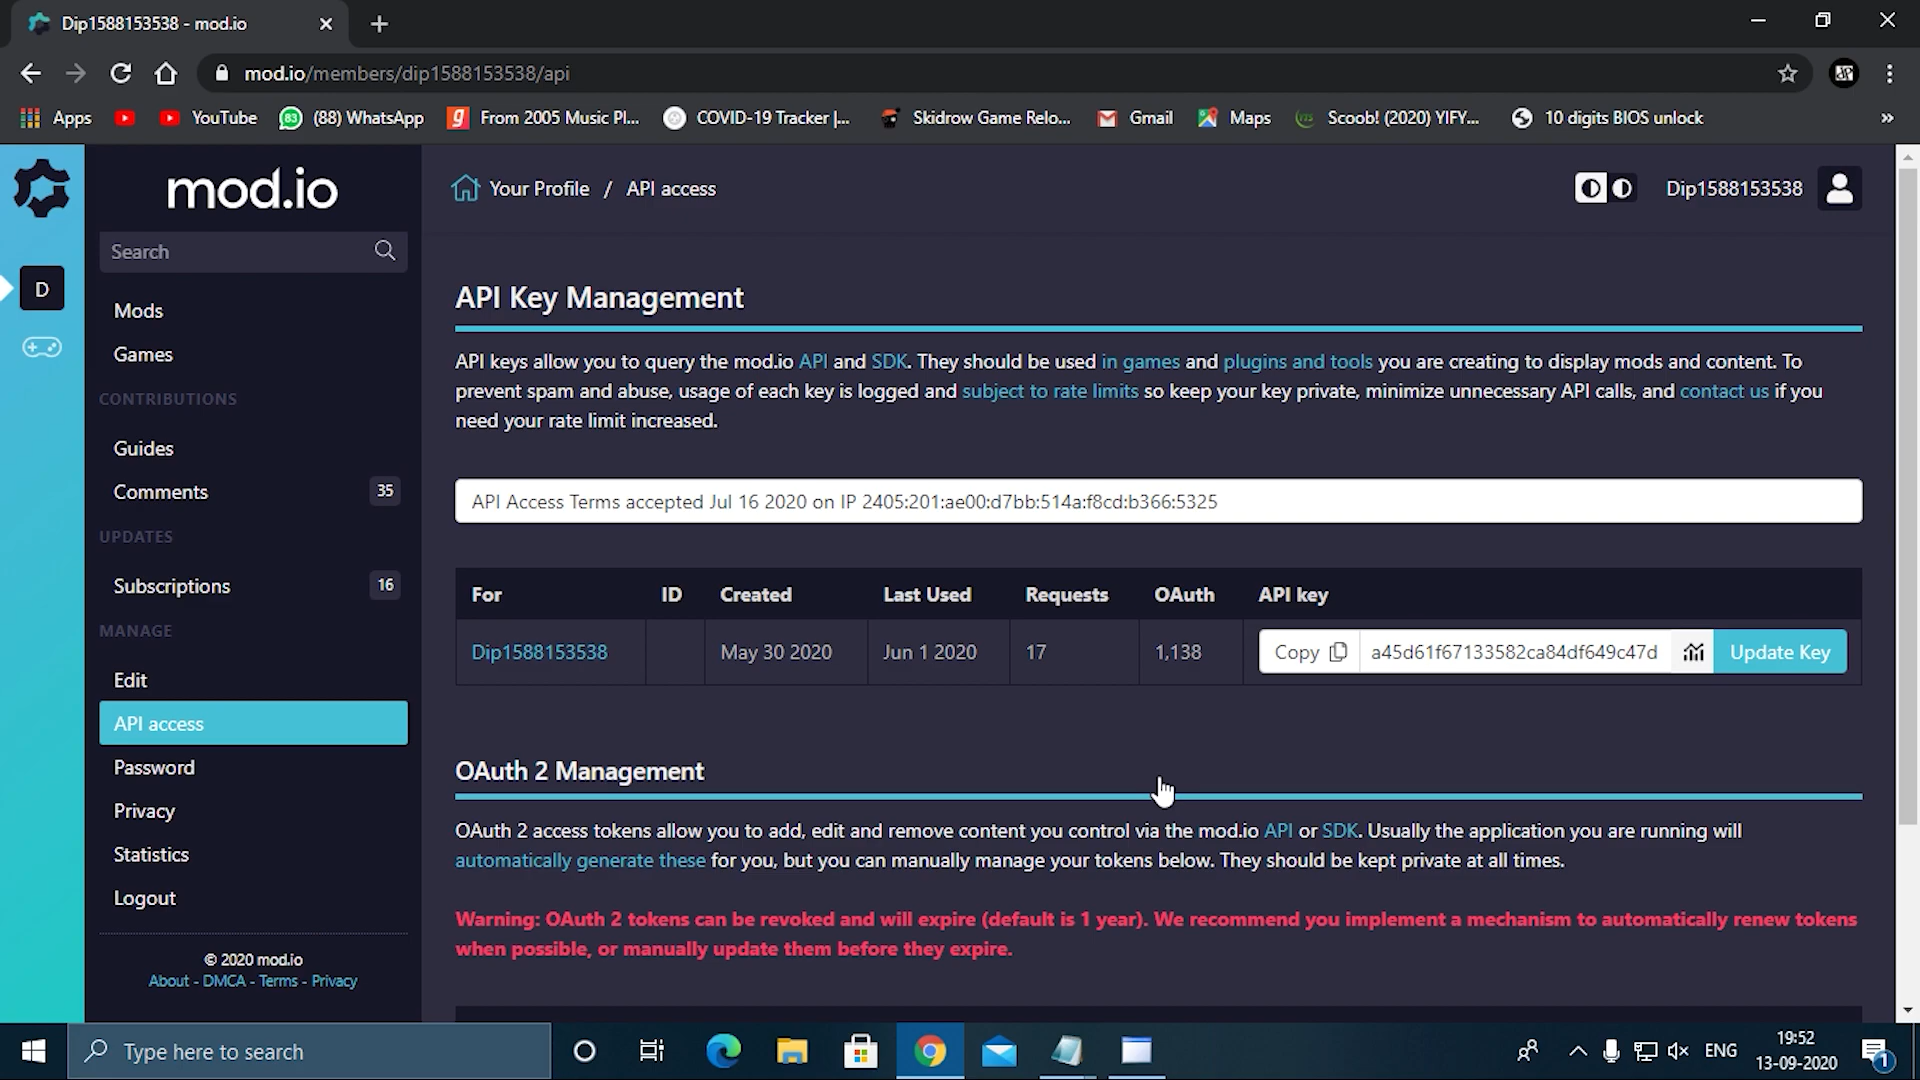 Dip1588153538 - mod.io
mod.io/members/dip1588153538/api
Apps
YouTube
(88) WhatsApp
From 2005 Music Pl...
COVID-19 Tracker |...
Skidrow Game Relo...
Gmail
Maps
Scoob! (2020) YIFY...
10 digits BIOS unlock
»
mod.io
Search
D
Mods
Games
CONTRIBUTIONS
Guides
Comments 35
UPDATES
Subscriptions 16
MANAGE
Edit
API access
Password
Privacy
Statistics
Logout
© 2020 mod.io
About - DMCA - Terms - Privacy
Your Profile / API access
Dip1588153538
API Key Management
API keys allow you to query the mod.io API and SDK. They should be used in games and plugins and tools you are creating to display mods and content. To
prevent spam and abuse, usage of each key is logged and subject to rate limits so keep your key private, minimize unnecessary API calls, and contact us if you
need your rate limit increased.
API Access Terms accepted Jul 16 2020 on IP 2405:201:ae00:d7bb:514a:f8cd:b366:5325
For ID Created Last Used Requests OAuth API key
Dip1588153538 May 30 2020 Jun 1 2020 17 1,138 Copy a45d61f67133582ca84df649c47d Update Key
OAuth 2 Management
OAuth 2 access tokens allow you to add, edit and remove content you control via the mod.io API or SDK. Usually the application you are running will
automatically generate these for you, but you can manually manage your tokens below. They should be kept private at all times.
Warning: OAuth 2 tokens can be revoked and will expire (default is 1 year). We recommend you implement a mechanism to automatically renew tokens
when possible, or manually update them before they expire.
Type here to search
ENG
19:52
13-09-2020
1